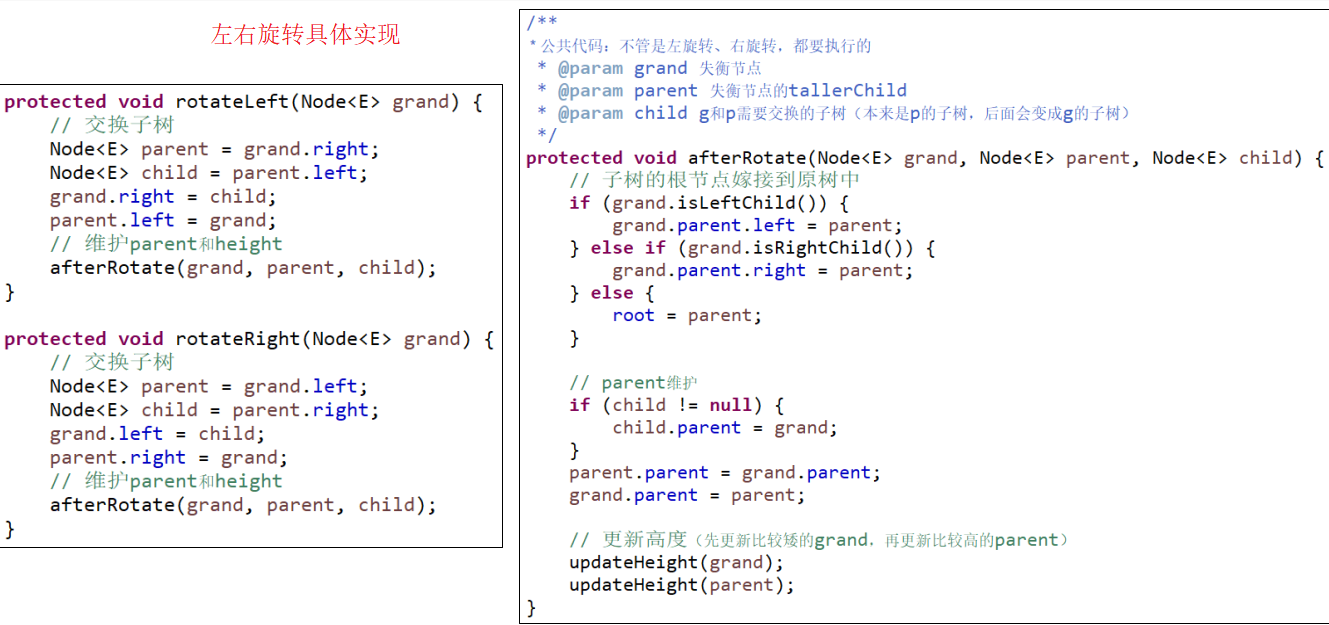 左右旋转具体实现
protected void rotateLeft(Node<E> grand) {
    // 交换子树
    Node<E> parent = grand.right;
    Node<E> child = parent.left;
    grand.right = child;
    parent.left = grand;
    // 维护parent和height
    afterRotate(grand, parent, child);
}

protected void rotateRight(Node<E> grand) {
    // 交换子树
    Node<E> parent = grand.left;
    Node<E> child = parent.right;
    grand.left = child;
    parent.right = grand;
    // 维护parent和height
    afterRotate(grand, parent, child);
}
/**
 * 公共代码：不管是左旋转、右旋转，都要执行的
 * @param grand 失衡节点
 * @param parent 失衡节点的tallerChild
 * @param child g和p需要交换的子树（本来是p的子树，后面会变成g的子树）
 */
protected void afterRotate(Node<E> grand, Node<E> parent, Node<E> child) {
    // 子树的根节点嫁接到原树中
    if (grand.isLeftChild()) {
        grand.parent.left = parent;
    } else if (grand.isRightChild()) {
        grand.parent.right = parent;
    } else {
        root = parent;
    }

    // parent维护
    if (child != null) {
        child.parent = grand;
    }
    parent.parent = grand.parent;
    grand.parent = parent;

    // 更新高度（先更新比较矮的grand，再更新比较高的parent）
    updateHeight(grand);
    updateHeight(parent);
}